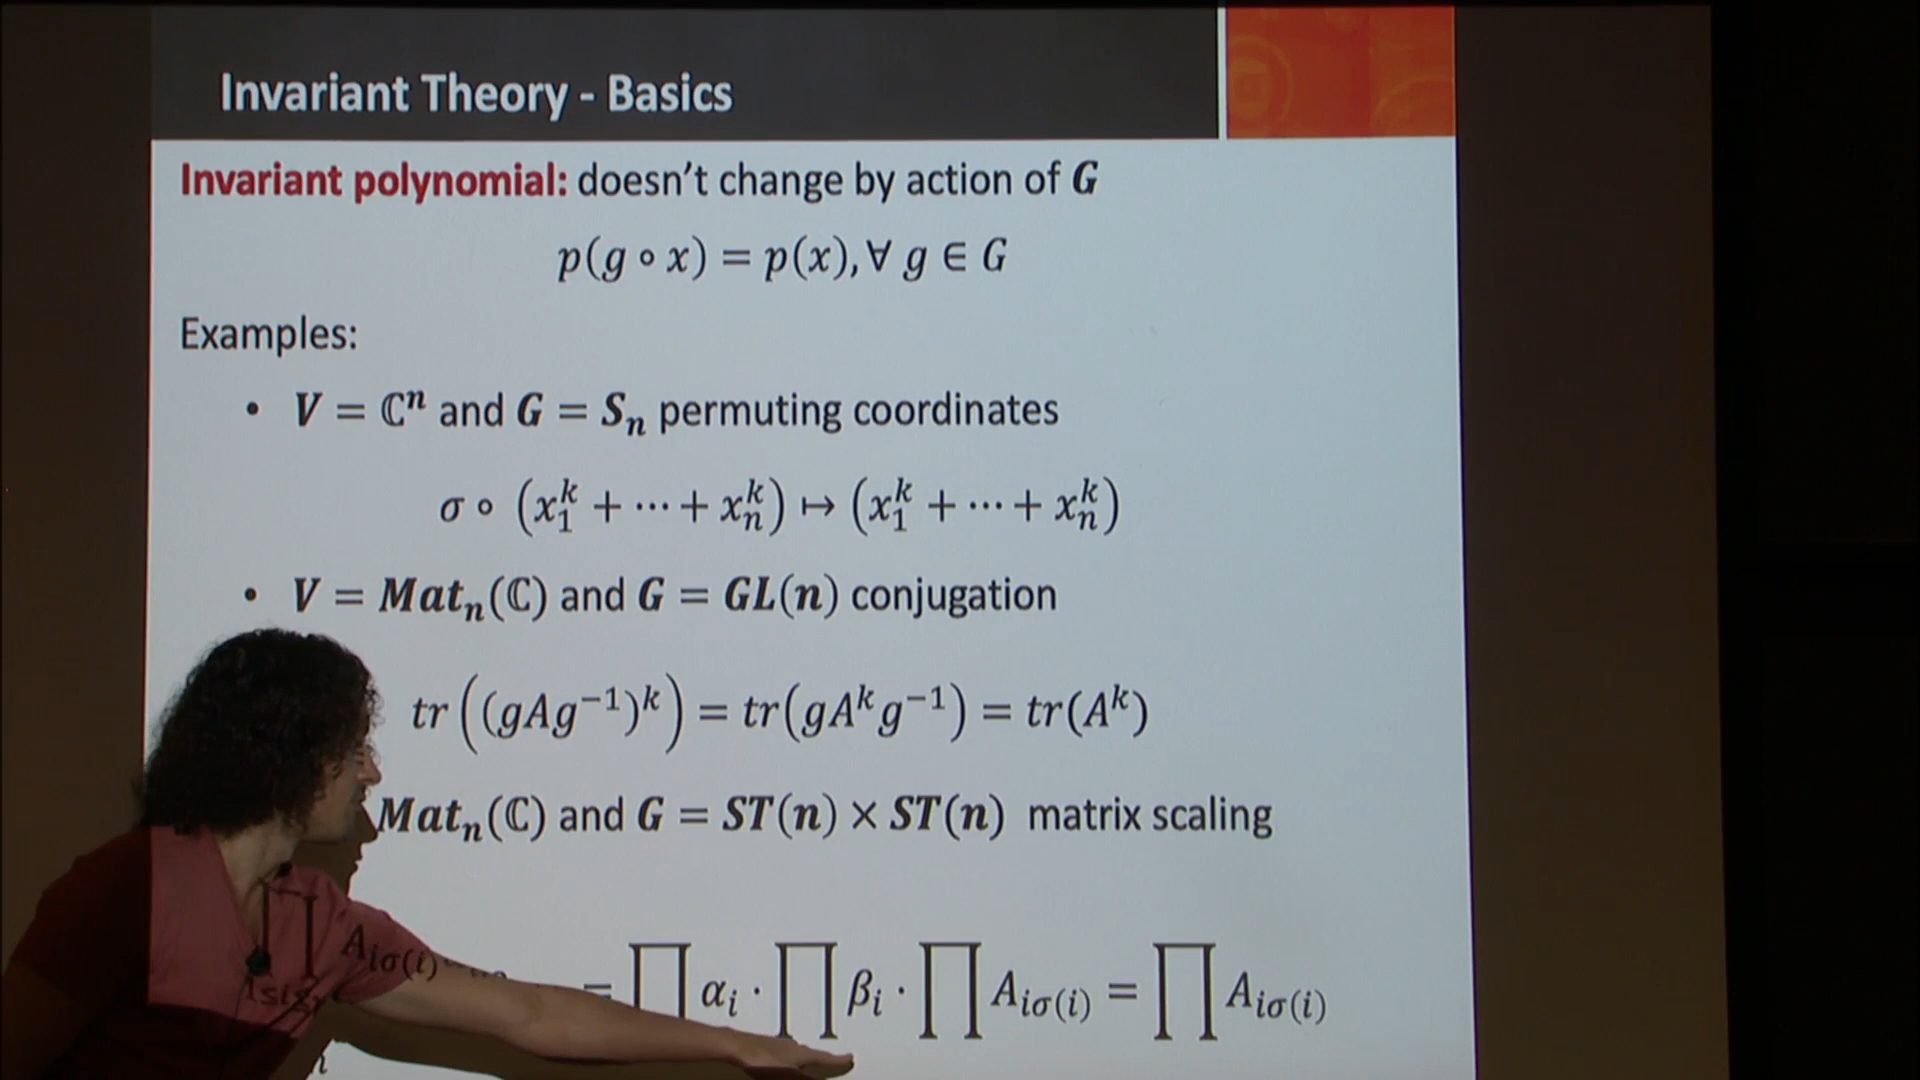 Invariant Theory - Basics
Invariant polynomial: doesn't change by action of G
p(g ∘ x) = p(x), ∀ g ∈ G
Examples:
• V = ℂⁿ and G = Sₙ permuting coordinates
σ ∘ (x₁ᵏ + ⋯ + xₙᵏ) ↦ (x₁ᵏ + ⋯ + xₙᵏ)
• V = Matₙ(ℂ) and G = GL(n) conjugation
tr((gAg⁻¹)ᵏ) = tr(gAᵏg⁻¹) = tr(Aᵏ)
Matₙ(ℂ) and G = ST(n) × ST(n) matrix scaling
∏ A_{iσ(i)} = ∏ αᵢ · ∏ βᵢ · ∏ A_{iσ(i)} = ∏ A_{iσ(i)}